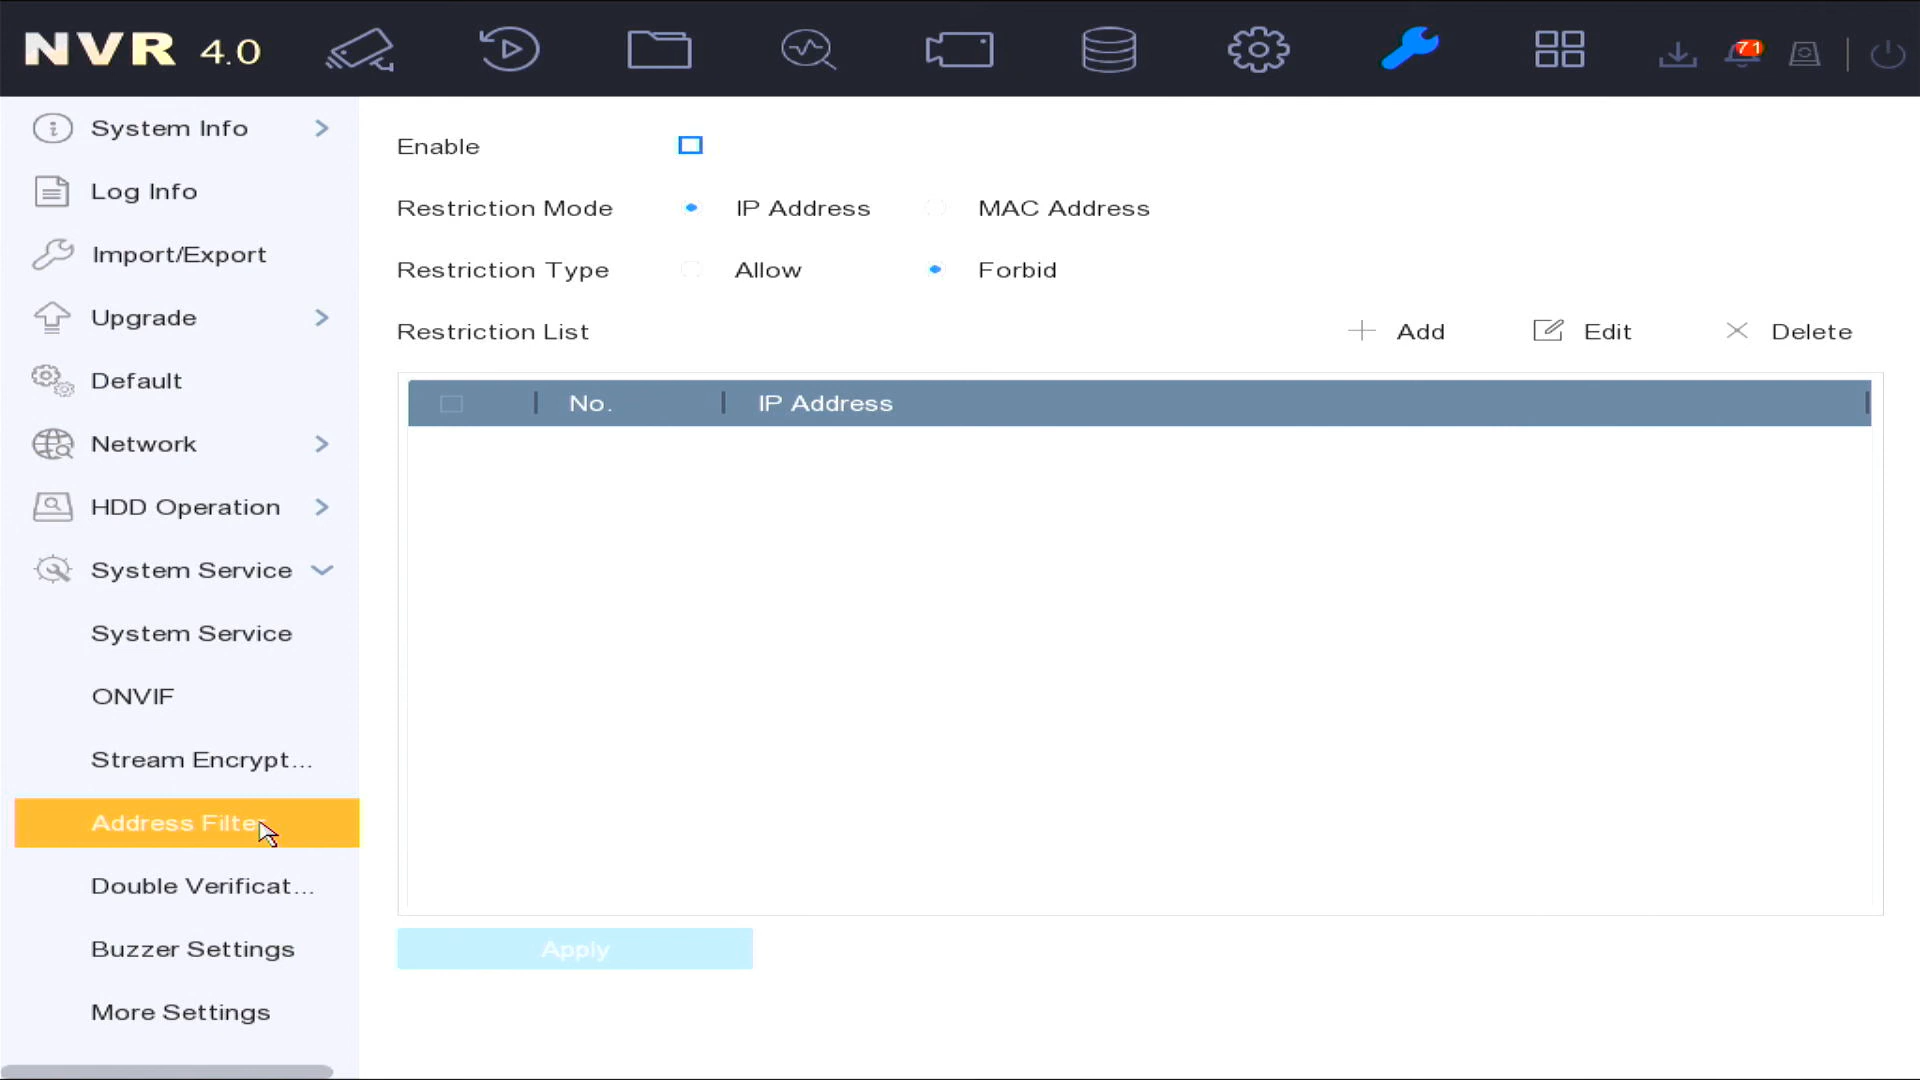 NVR 4.0
71
System Info
Log Info
Import/Export
Upgrade
Default
Network
HDD Operation
System Service
System Service
ONVIF
Stream Encrypt...
Address Filter
Double Verificat...
Buzzer Settings
More Settings
Enable
Restriction Mode IP Address MAC Address
Restriction Type Allow Forbid
Restriction List Add Edit Delete
No. IP Address
Apply